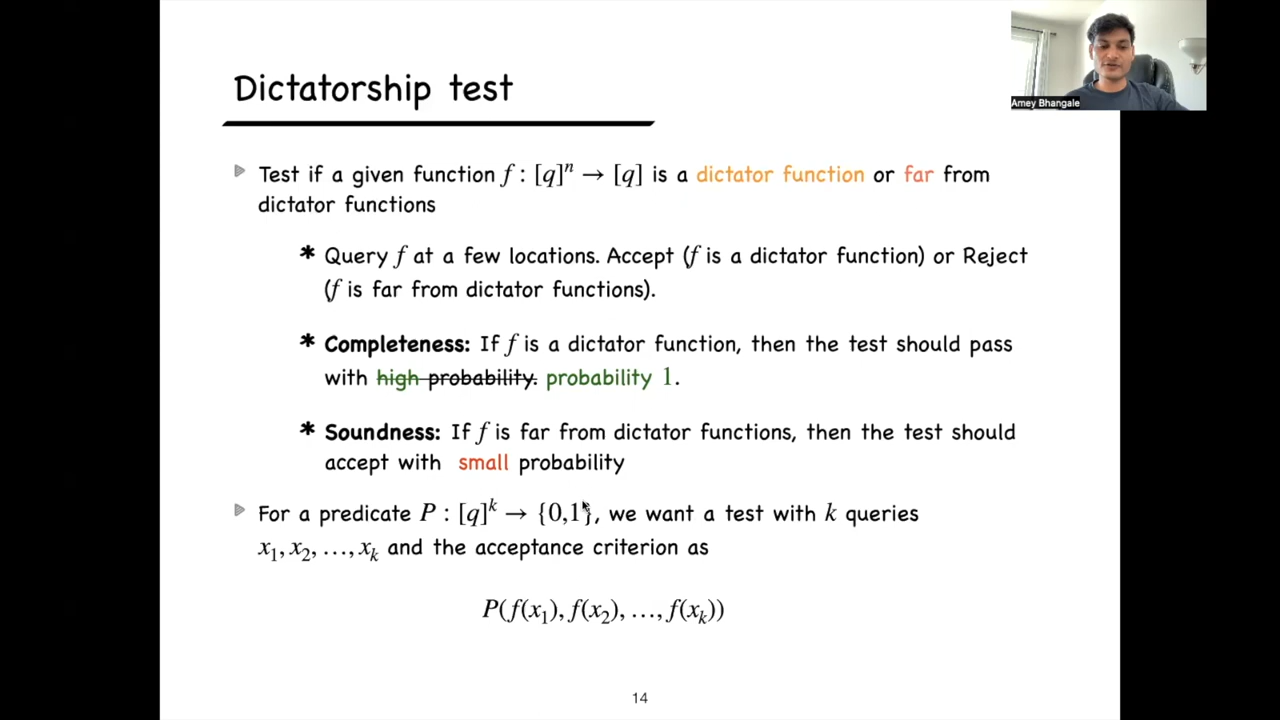 Amey Bhangale
Dictatorship test
Test if a given function f : [q]ⁿ → [q] is a dictator function or far from
dictator functions
* Query f at a few locations. Accept (f is a dictator function) or Reject
(f is far from dictator functions).
* Completeness: If f is a dictator function, then the test should pass
with high probability. probability 1.
* Soundness: If f is far from dictator functions, then the test should
accept with small probability
For a predicate P : [q]ᵏ → {0,1}, we want a test with k queries
x₁, x₂, …, xₖ and the acceptance criterion as
P(f(x₁), f(x₂), …, f(xₖ))
14